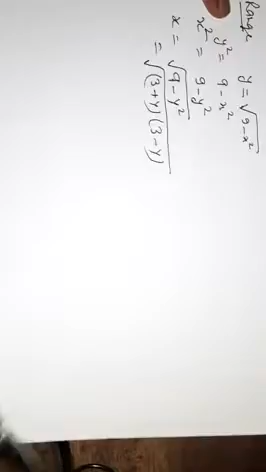 Range
y = √(9-x²)
y² = 9-x²
x² = 9-y²
x = √(9-y²)
= √((3+y)(3-y))